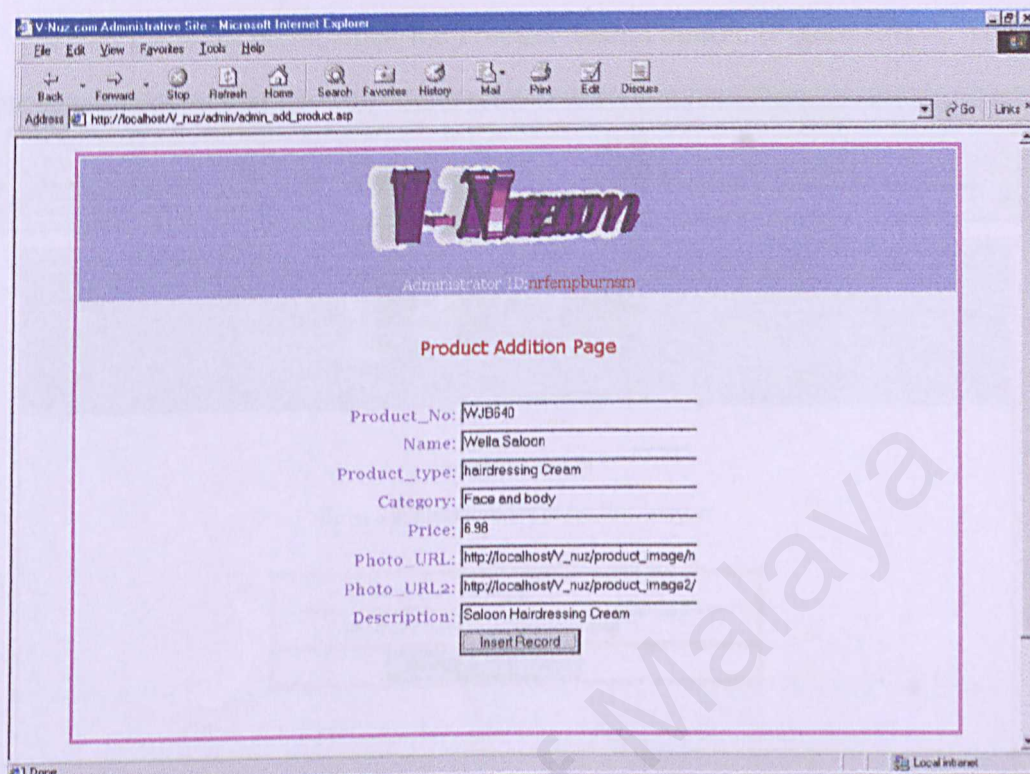 V-Nuz.com Administrative Site - Microsoft Internet Explorer
File Edit View Favorites Tools Help
Back Forward Stop Refresh Home Search Favorites History Mail Print Edit Discuss
Address http://localhost/V_nuz/admin/admin_add_product.asp Go Links
Administrator ID:nrfempburnsm
Product Addition Page
Product_No: WJB640
Name: Wella Saloon
Product_type: hairdressing Cream
Category: Face and body
Price: 6.98
Photo_URL: http://localhost/V_nuz/product_image/h
Photo_URL2: http://localhost/V_nuz/product_image2/
Description: Saloon Hairdressing Cream
Insert Record
Done Local intranet
of Malaya